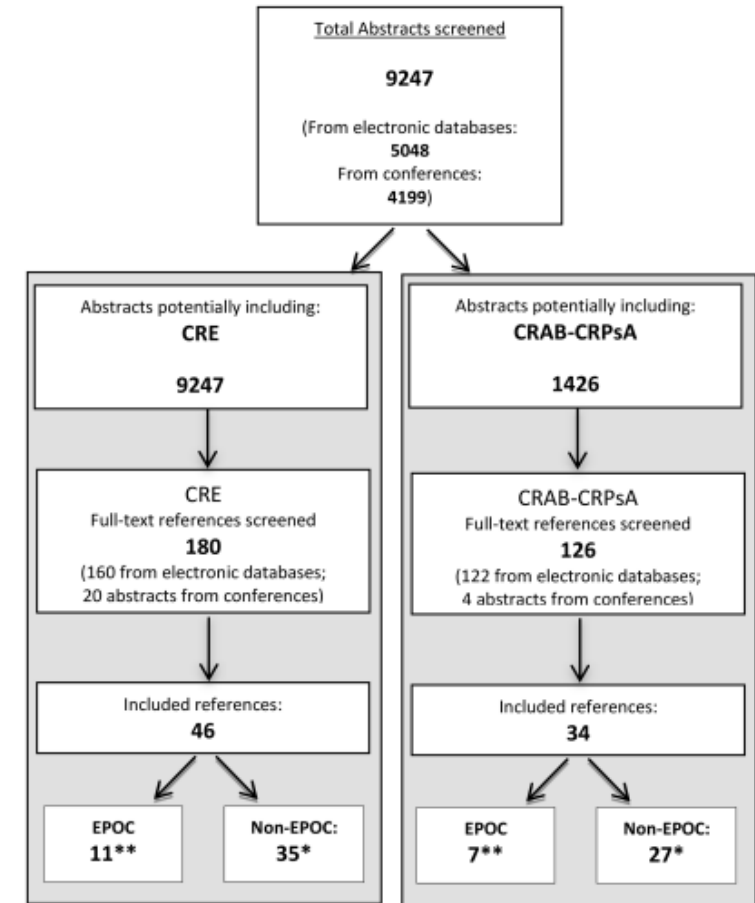 Total Abstracts screened
9247
(From electronic databases:
5048
From conferences:
4199)
Abstracts potentially including:
CRE
9247
CRE
Full-text references screened
180
(160 from electronic databases;
20 abstracts from conferences)
Included references:
46
EPOC
11**
Non-EPOC:
35*
Abstracts potentially including:
CRAB-CRPsA
1426
CRAB-CRPsA
Full-text references screened
126
(122 from electronic databases;
4 abstracts from conferences)
Included references:
34
EPOC
7**
Non-EPOC:
27*